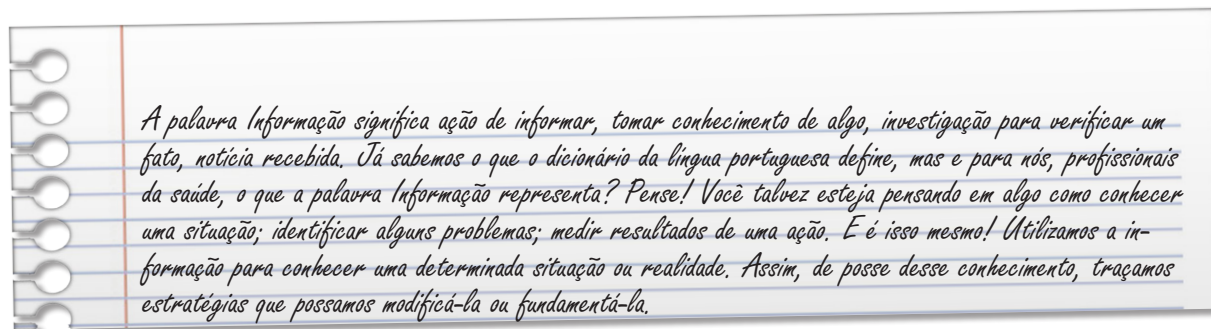 A palavra Informação significa ação de informar, tomar conhecimento de algo, investigação para verificar um
fato, notícia recebida. Já sabemos o que o dicionário da língua portuguesa define, mas e para nós, profissionais
da saúde, o que a palavra Informação representa? Pense! Você talvez esteja pensando em algo como conhecer
uma situação; identificar alguns problemas; medir resultados de uma ação. E é isso mesmo! Utilizamos a in-
formação para conhecer uma determinada situação ou realidade. Assim, de posse desse conhecimento, traçamos
estratégias que possamos modificá-la ou fundamentá-la.